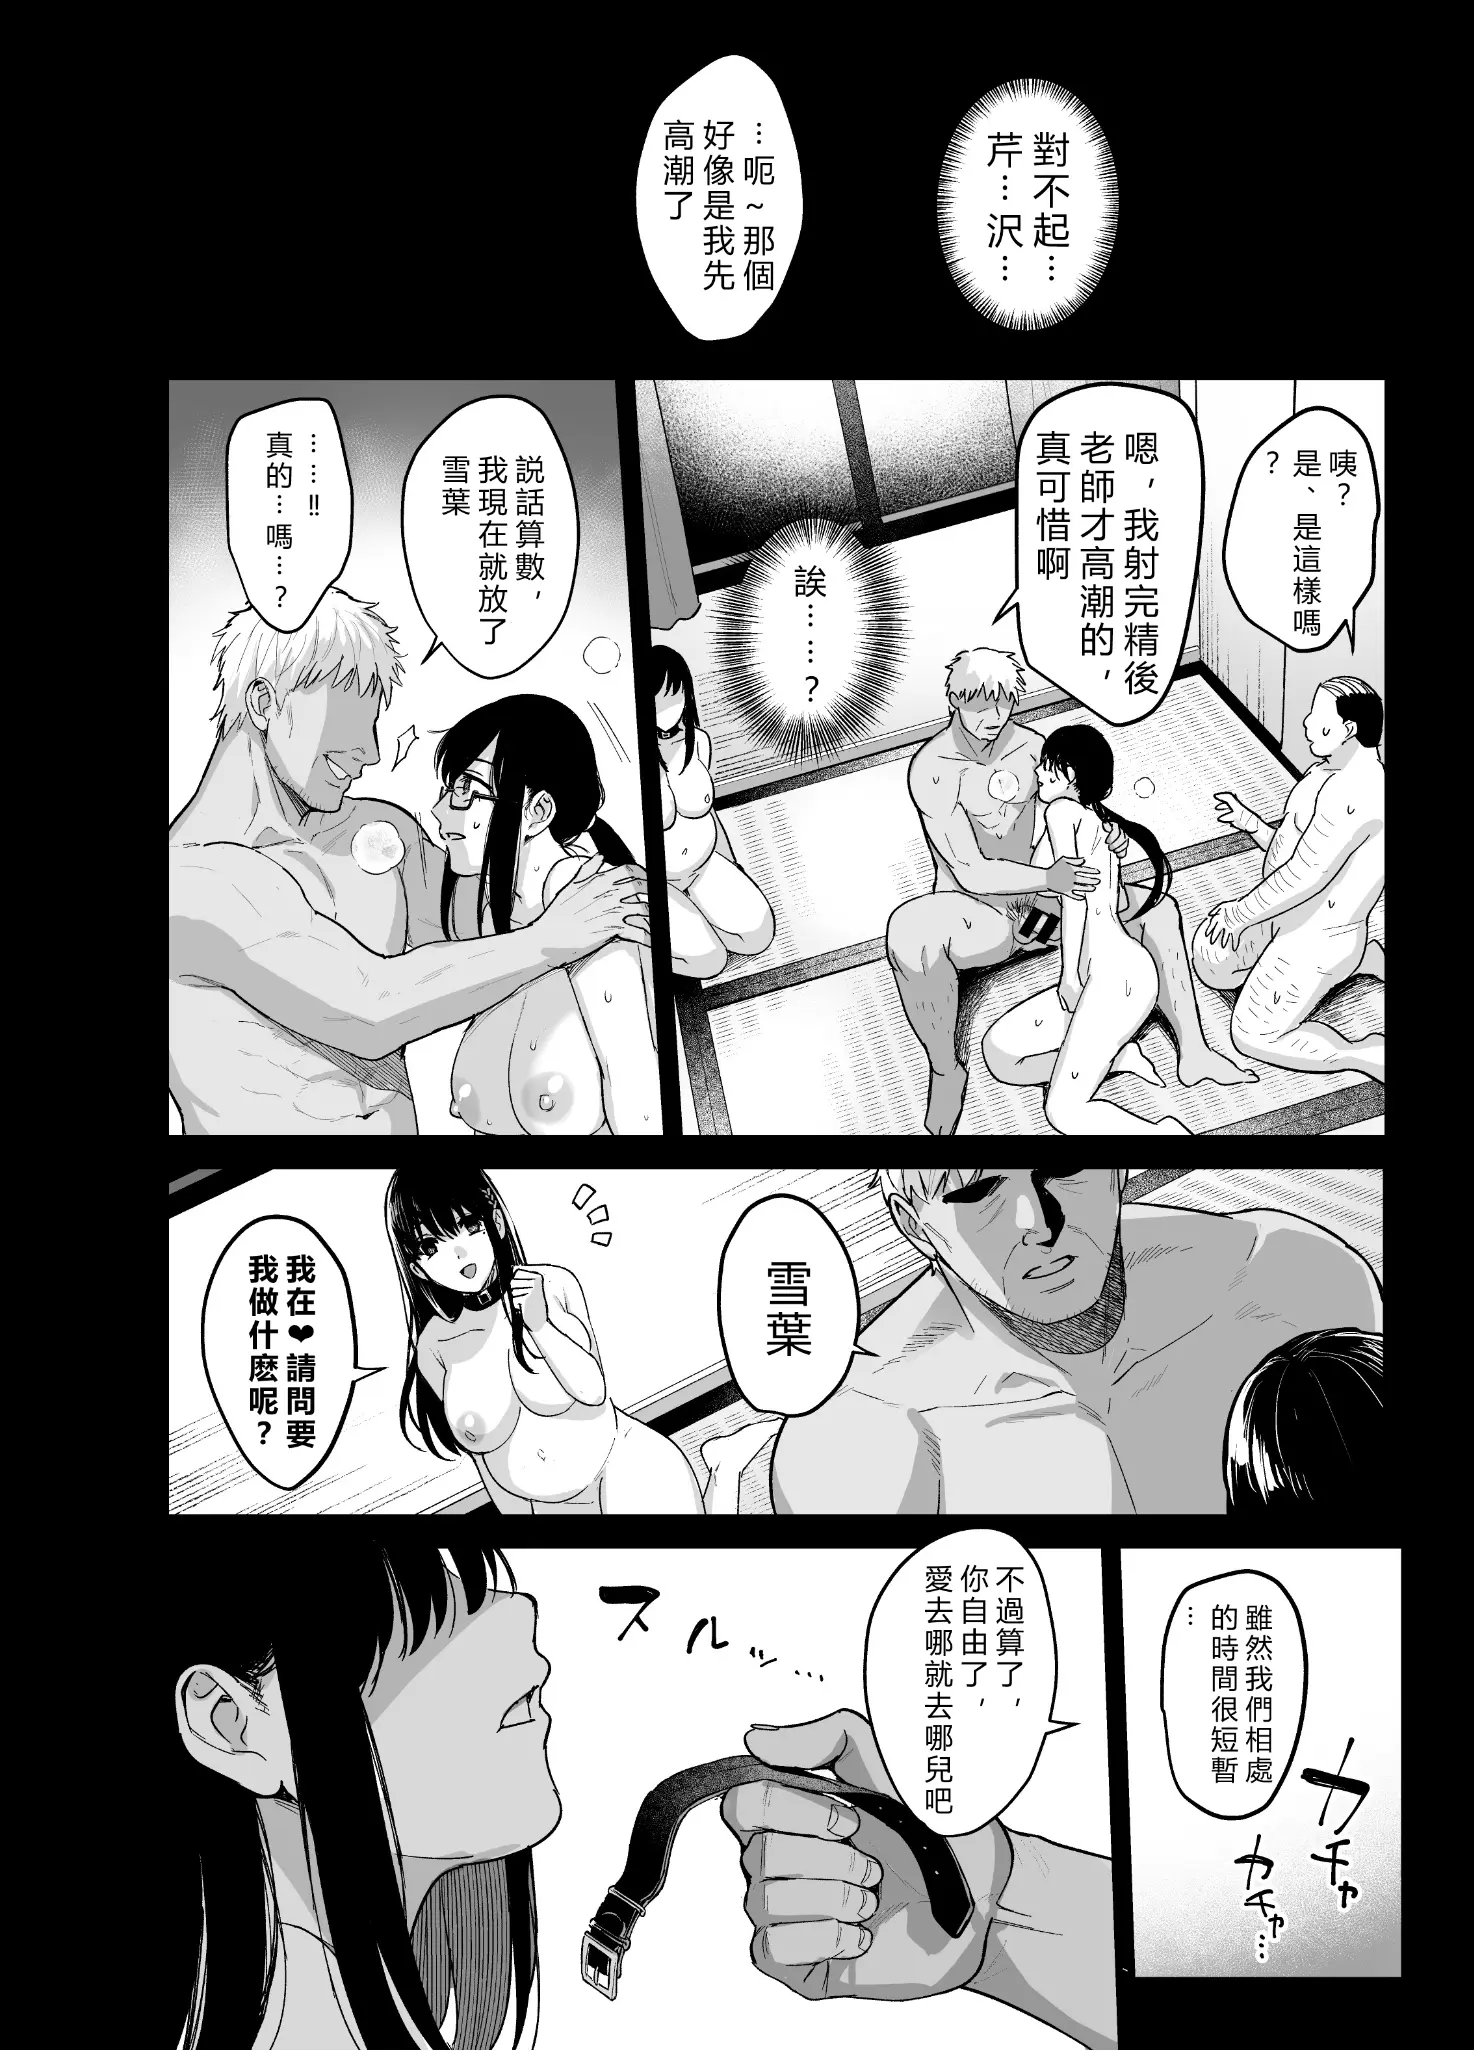 對不起…
芹…沢…
…呃~那個
好像是我先
高潮了
咦？
是、是這樣嗎
？
嗯，我射完精後
老師才高潮的，
真可惜啊
誒……？
説話算數，
我現在就放了
雪葉
……!!
真的…嗎…？
雪葉
我在❤請問要
我做什麽呢？
雖然我們相處
的時間很短暫
…
カチャ
カチャ…
不過算了，
你自由了，
愛去哪就去哪兒吧
スルッ…